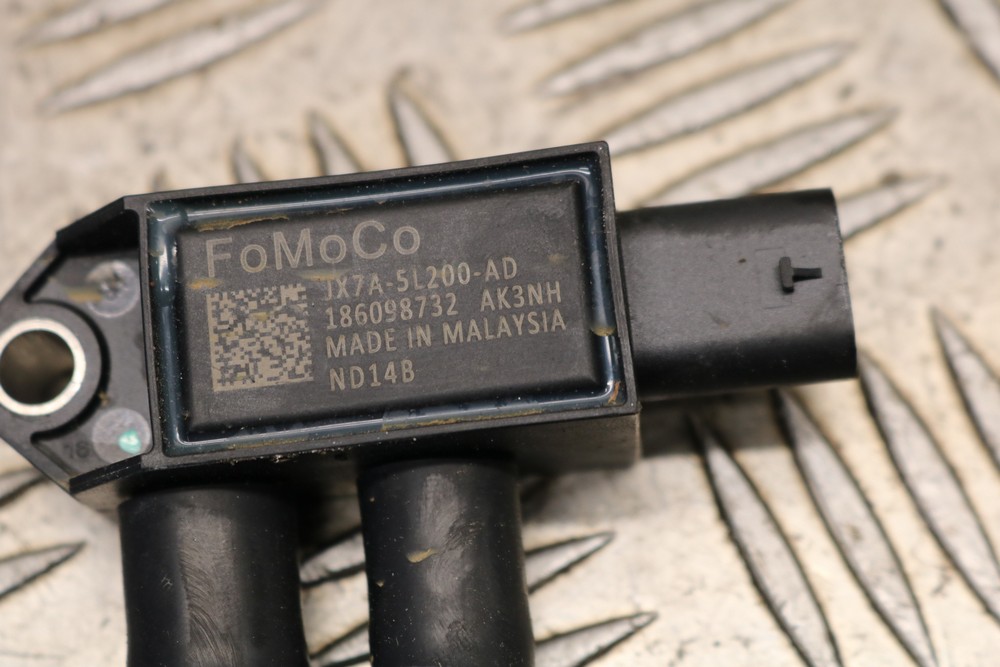 FoMoCo
JX7A-5L200-AD
186098732 AK3NH
MADE IN MALAYSIA
ND14B